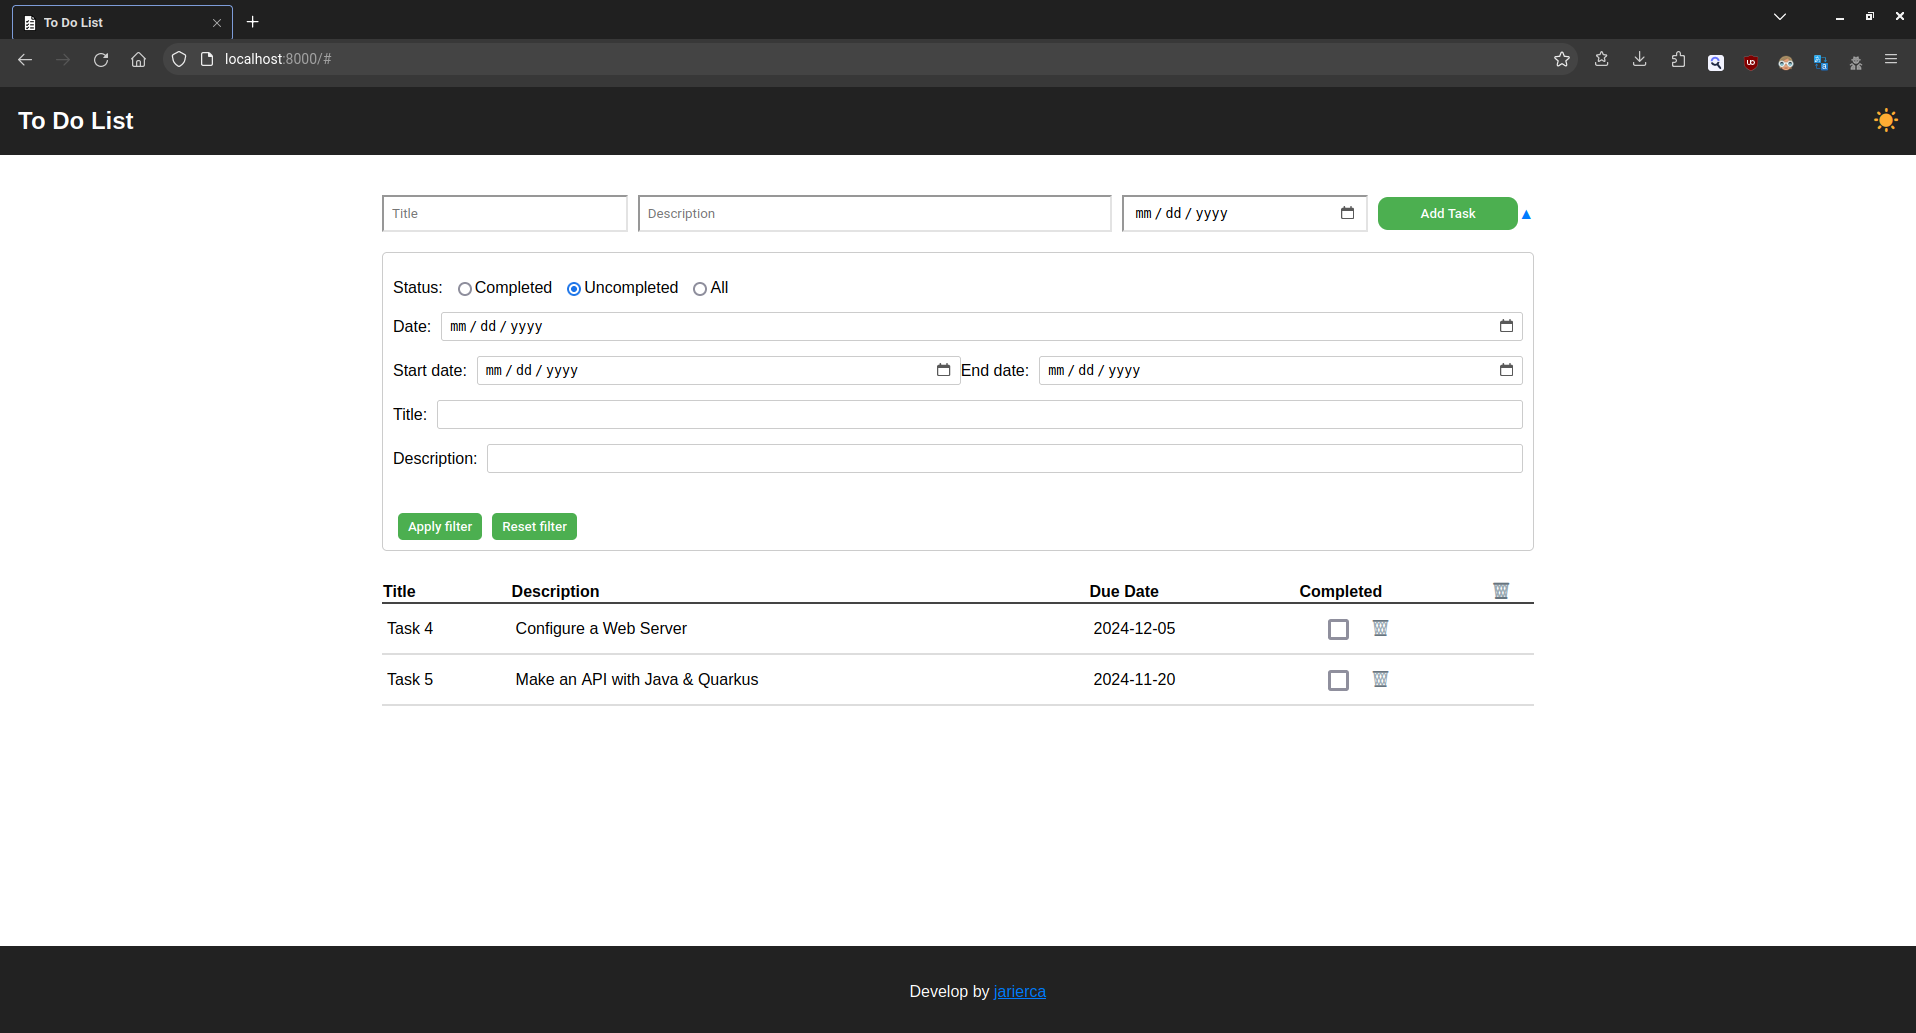 To Do List
localhost:8000/#
To Do List
Title Description mm/dd/yyyy Add Task
Status: Completed Uncompleted All
Date: mm/dd/yyyy
Start date: mm/dd/yyyy End date: mm/dd/yyyy
Title:
Description:
Apply filter Reset filter
Title Description Due Date Completed
Task 4 Configure a Web Server 2024-12-05
Task 5 Make an API with Java & Quarkus 2024-11-20
Develop by jarierca